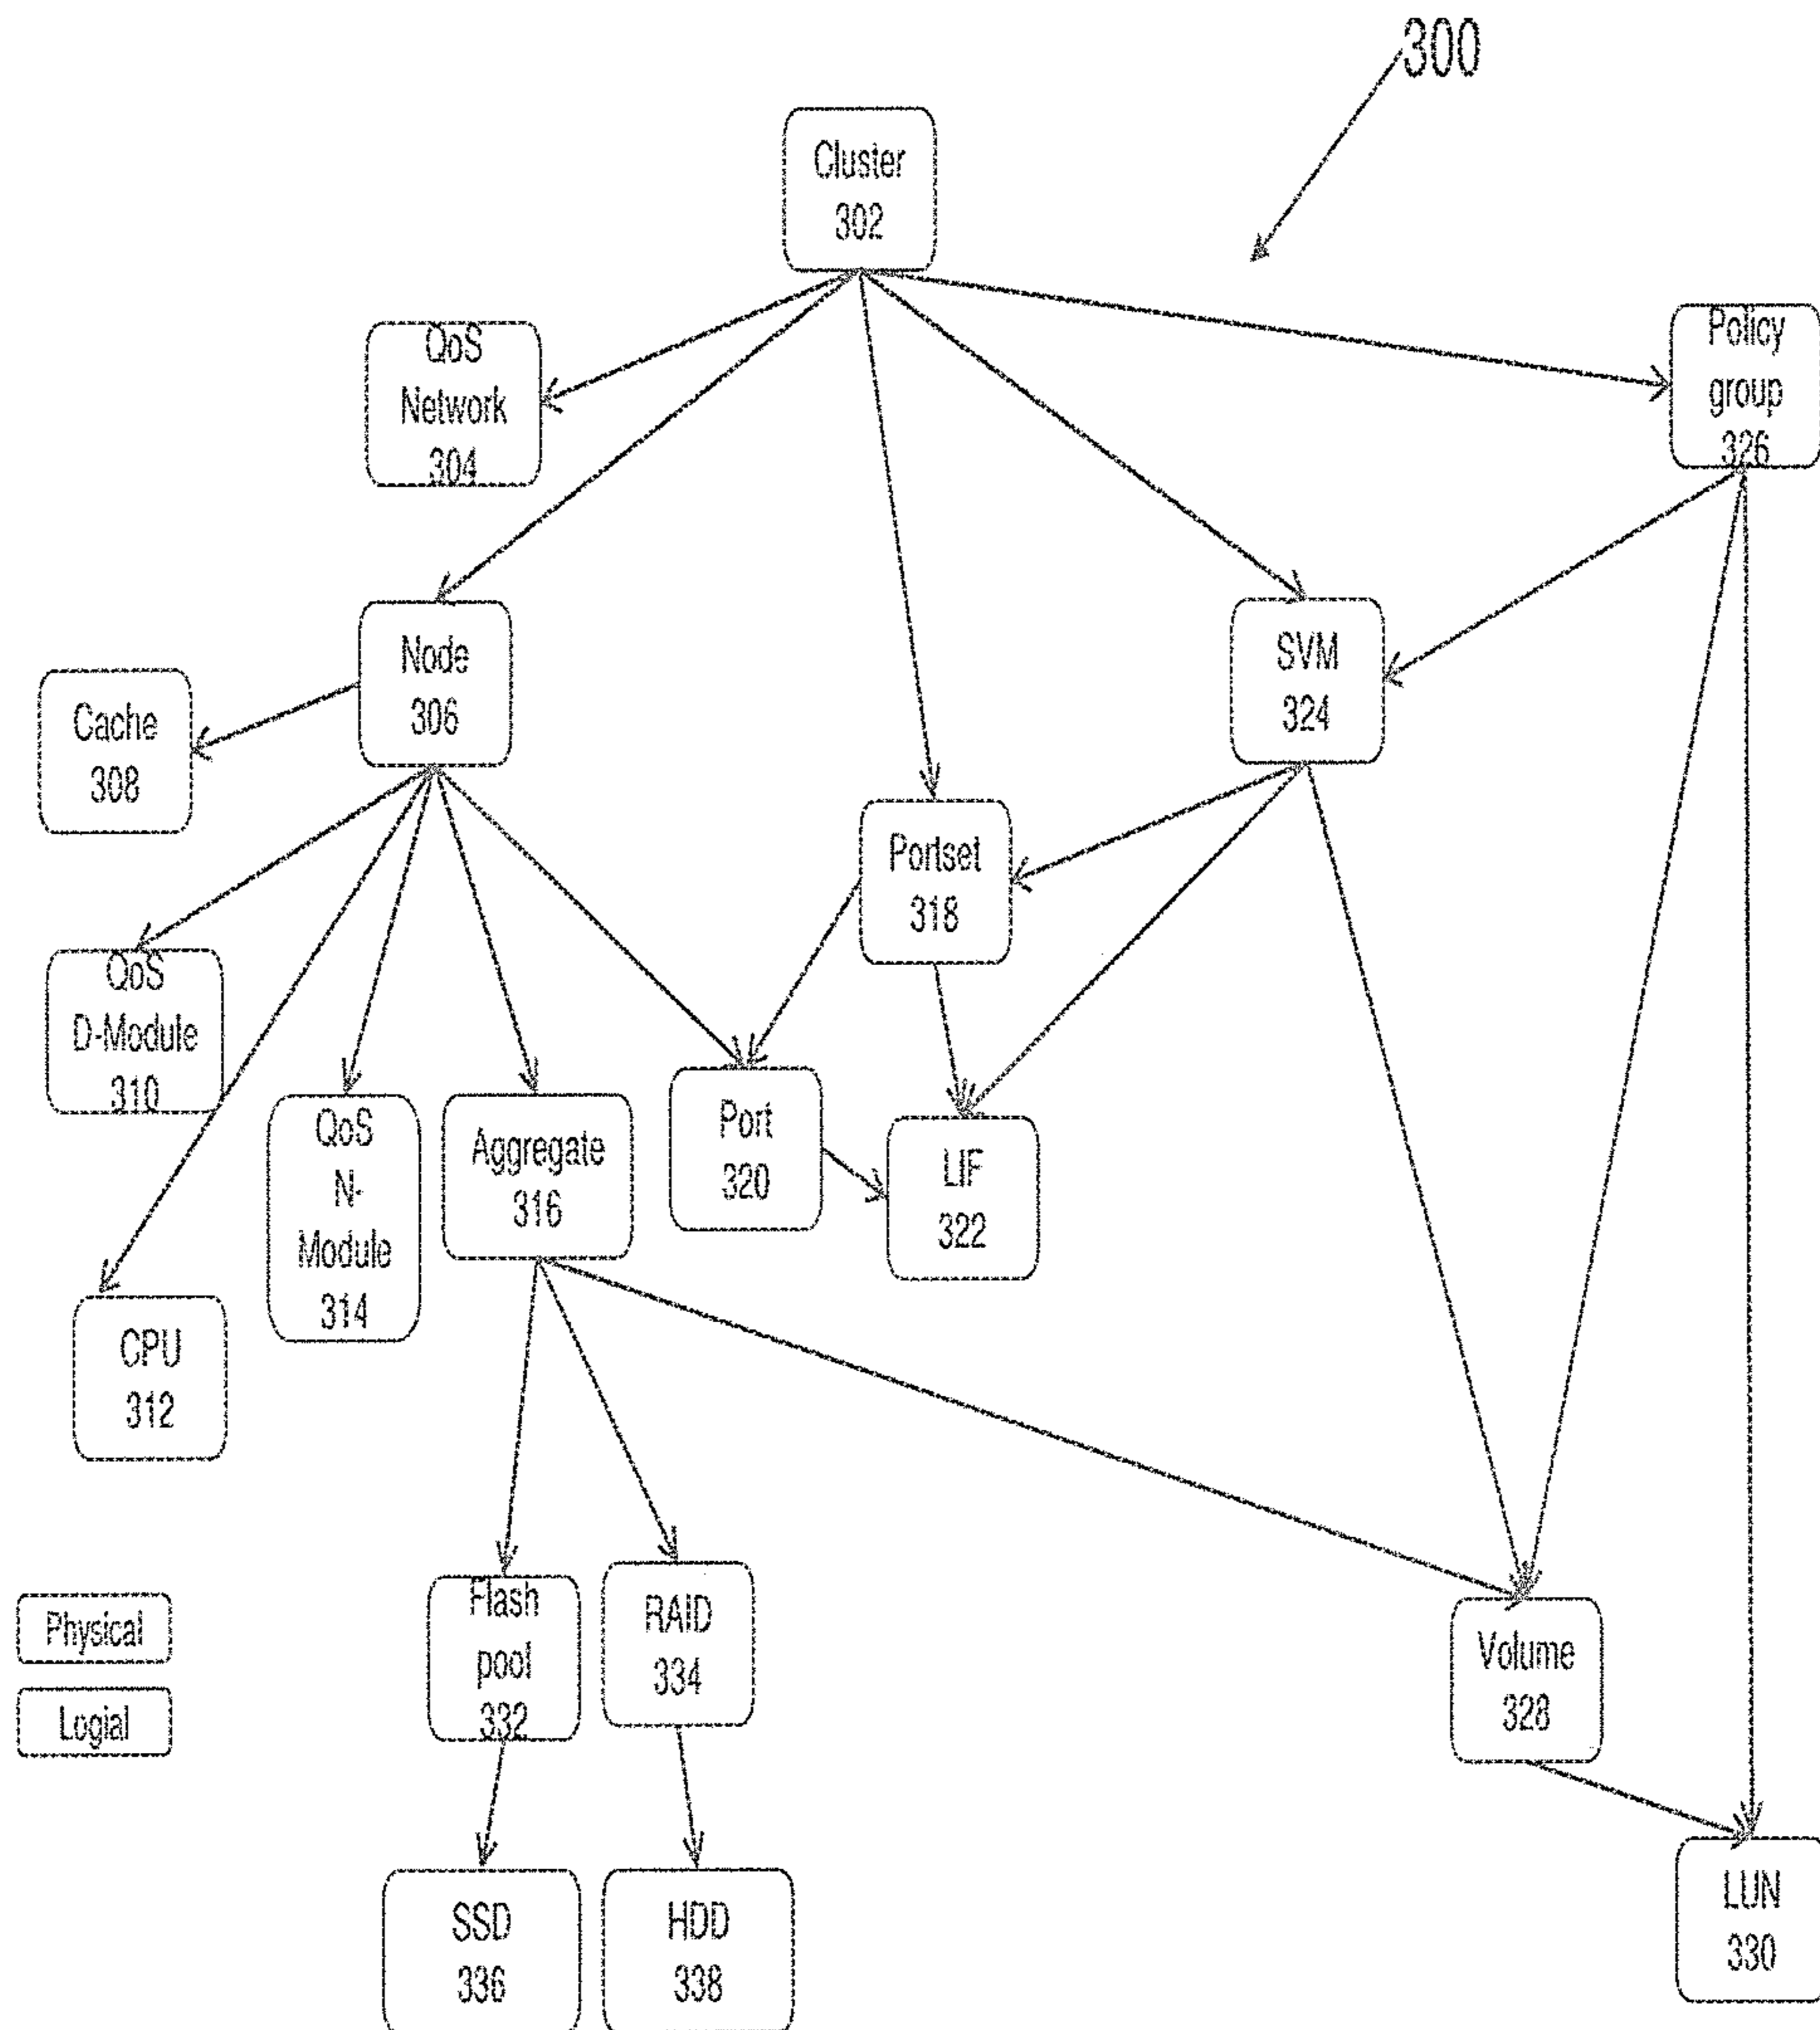 300
Cluster
302
QoS
Network
304
Policy
group
326
Node
306
SVM
324
Cache
308
Portset
318
QoS
D-Module
310
QoS
N-
Module
314
Aggregate
316
Port
320
LIF
322
CPU
312
Flash
pool
332
RAID
334
Physical
Logial
Volume
328
SSD
336
HDD
338
LUN
330